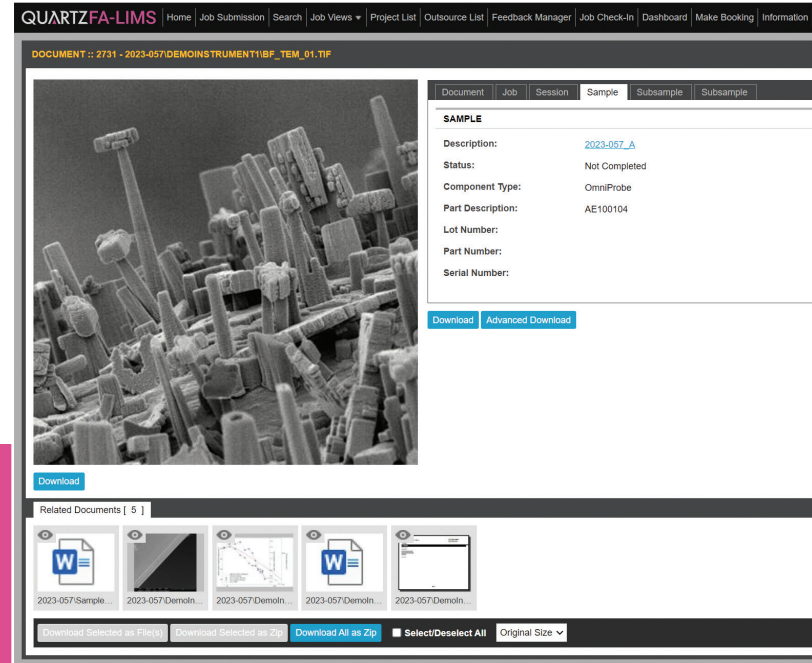 QUARTZFA-LIMS Home Job Submission Search Job Views Project List Outsource List Feedback Manager Job Check-In Dashboard Make Booking Information
DOCUMENT :: 2731 - 2023-057\DEMOINSTRUMENT1\BF_TEM_01.TIF
Document Job Session Sample Subsample Subsample
SAMPLE
Description: 2023-057_A
Status: Not Completed
Component Type: OmniProbe
Part Description: AE100104
Lot Number:
Part Number:
Serial Number:
Download Advanced Download
Download
Related Documents [ 5 ]
W W
2023-057\Sample... 2023-057\DemoIn... 2023-057\DemoIn... 2023-057\DemoIn... 2023-057\DemoIn...
Download Selected as File(s) Download Selected as Zip Download All as Zip Select/Deselect All Original Size